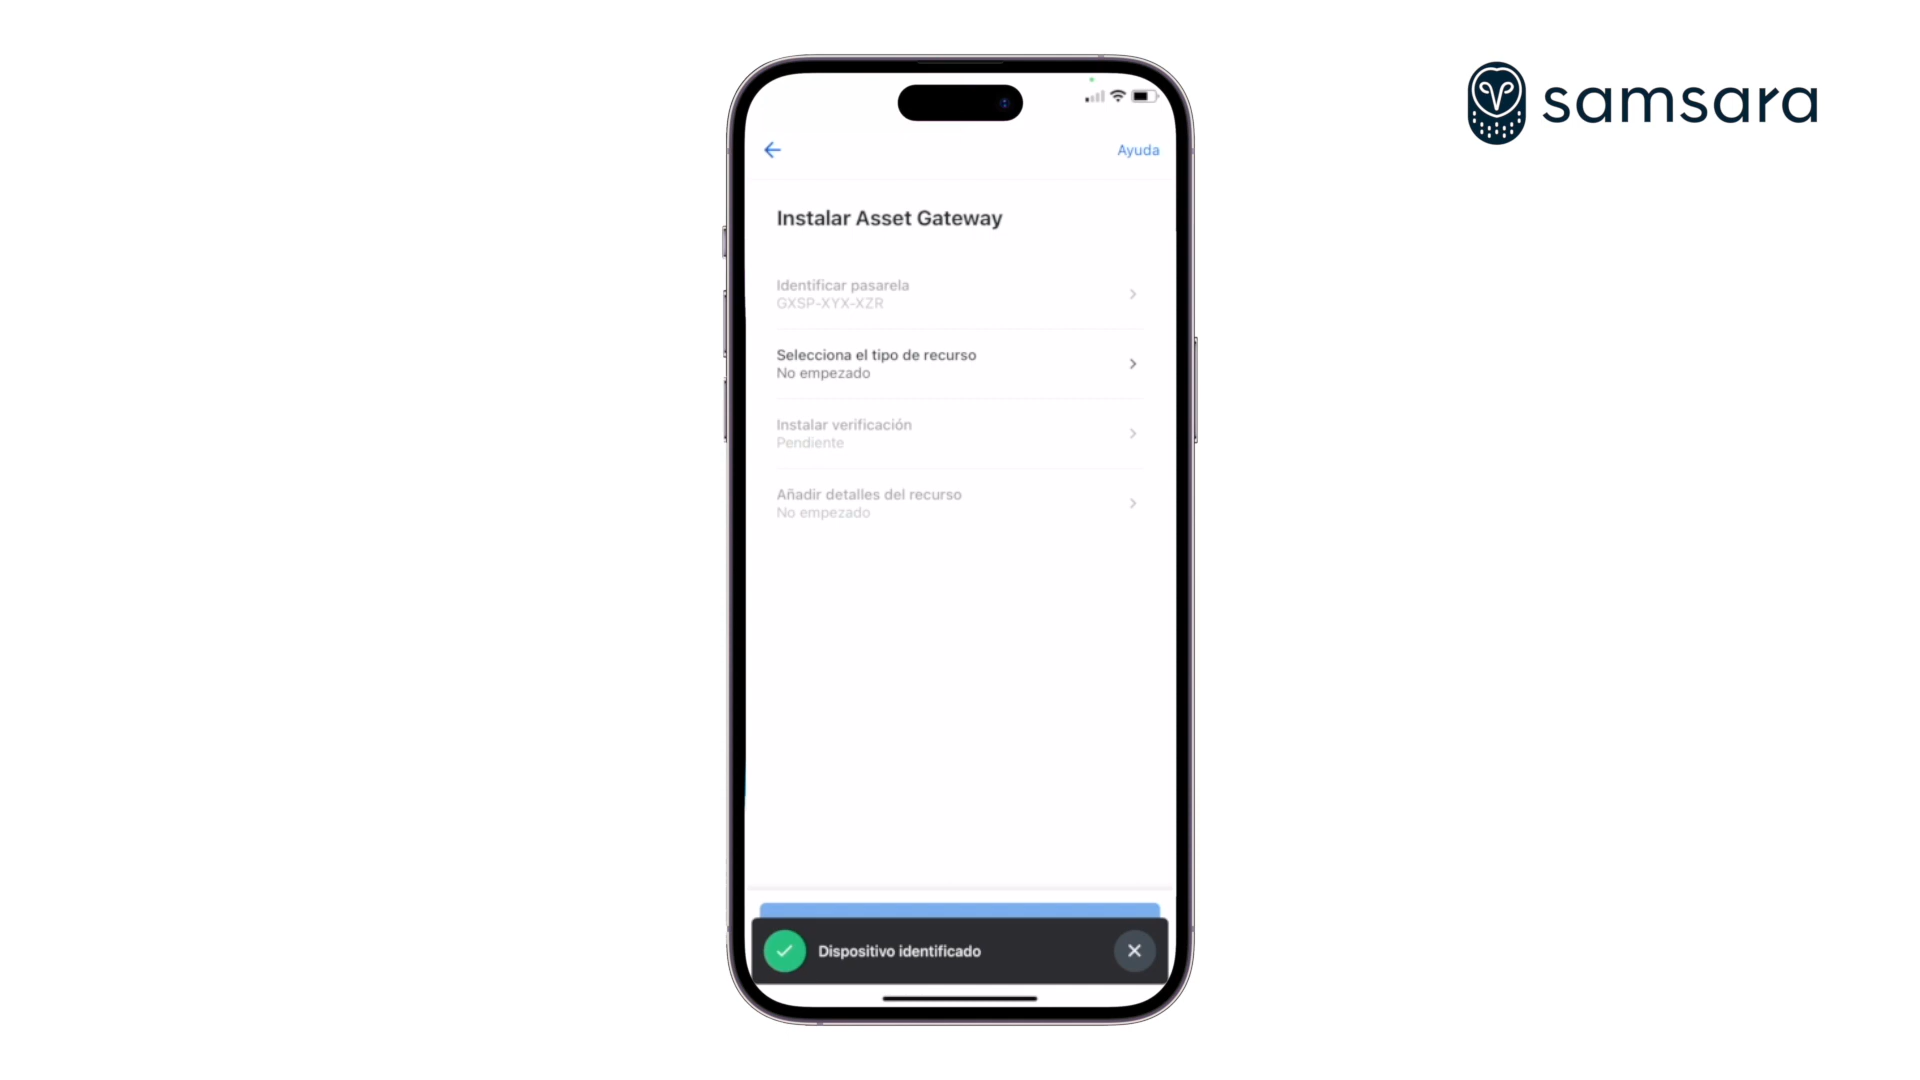 samsara
Ayuda
Instalar Asset Gateway
Identificar pasarela
GXSP-XYX-XZR
Selecciona el tipo de recurso
No empezado
Instalar verificación
Pendiente
Añadir detalles del recurso
No empezado
Dispositivo identificado